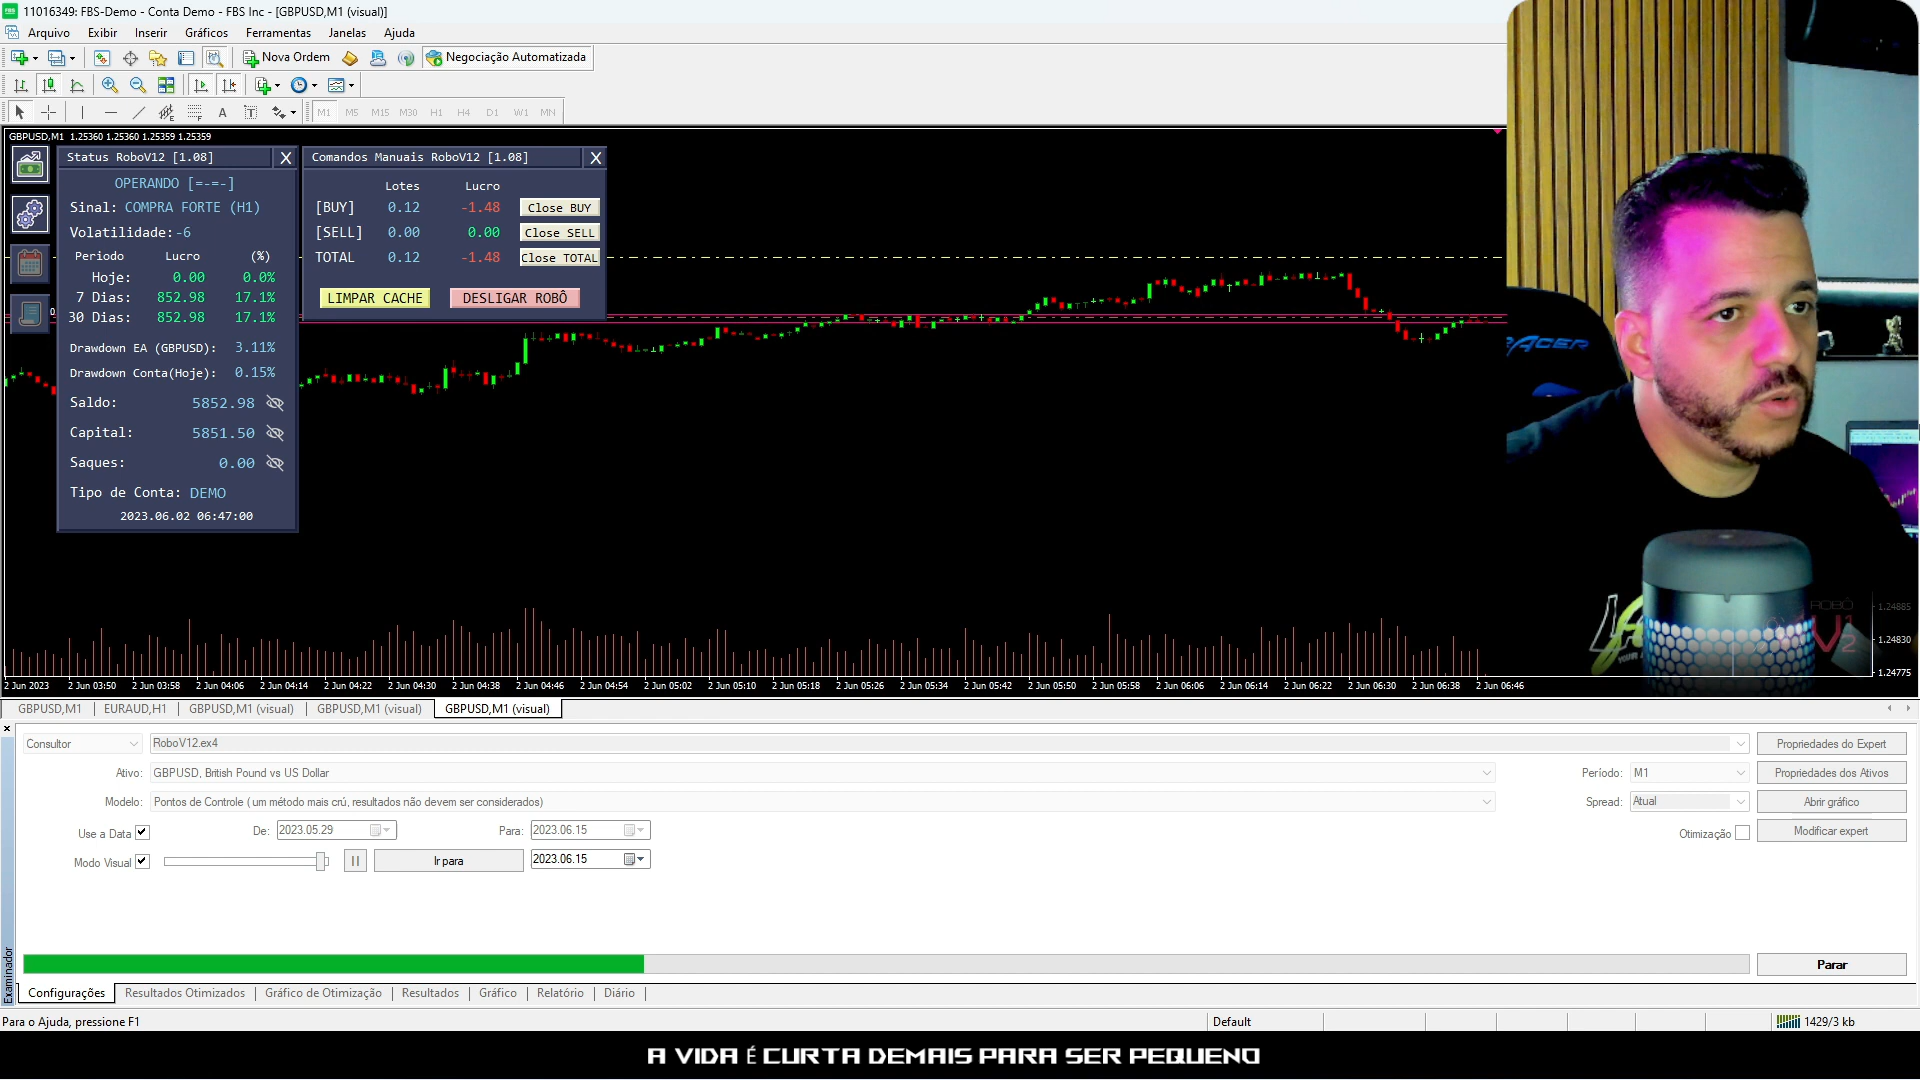 11016349: FBS-Demo - Conta Demo - FBS Inc - [GBPUSD,M1 (visual)]
Arquivo Exibir Inserir Gráficos Ferramentas Janelas Ajuda
Nova Ordem Negociação Automatizada
M1 M5 M15 M30 H1 H4 D1 W1 MN
GBPUSD,M1 1.25360 1.25360 1.25359 1.25359
Status RoboV12 [1.08] X
OPERANDO [=-=-]
Sinal: COMPRA FORTE (H1)
Volatilidade:-6
Periodo Lucro (%)
Hoje: 0.00 0.0%
7 Dias: 852.98 17.1%
30 Dias: 852.98 17.1%
Drawdown EA (GBPUSD): 3.11%
Drawdown Conta(Hoje): 0.15%
Saldo: 5852.98
Capital: 5851.50
Saques: 0.00
Tipo de Conta: DEMO
2023.06.02 06:47:00
Comandos Manuais RoboV12 [1.08] X
Lotes Lucro
[BUY] 0.12 -1.48 Close BUY
[SELL] 0.00 0.00 Close SELL
TOTAL 0.12 -1.48 Close TOTAL
LIMPAR CACHE DESLIGAR ROBÔ
ACER
ROBÔ
V12
1.24885
1.24830
1.24775
2 Jun 2023 2 Jun 03:50 2 Jun 03:58 2 Jun 04:06 2 Jun 04:14 2 Jun 04:22 2 Jun 04:30 2 Jun 04:38 2 Jun 04:46 2 Jun 04:54 2 Jun 05:02 2 Jun 05:10 2 Jun 05:18 2 Jun 05:26 2 Jun 05:34 2 Jun 05:42 2 Jun 05:50 2 Jun 05:58 2 Jun 06:06 2 Jun 06:14 2 Jun 06:22 2 Jun 06:30 2 Jun 06:38 2 Jun 06:46
GBPUSD,M1 EURAUD,H1 GBPUSD,M1 (visual) GBPUSD,M1 (visual) GBPUSD,M1 (visual)
Consultor RoboV12.ex4 Propriedades do Expert
Ativo: GBPUSD, British Pound vs US Dollar Período: M1 Propriedades dos Ativos
Modelo: Pontos de Controle ( um método mais crú, resultados não devem ser considerados) Spread: Atual Abrir gráfico
Use a Data De: 2023.05.29 Para: 2023.06.15 Otimização Modificar expert
Modo Visual Ir para 2023.06.15
Parar
Examinador
Configurações Resultados Otimizados Gráfico de Otimização Resultados Gráfico Relatório Diário
Para o Ajuda, pressione F1 Default 1429/3 kb
A VIDA É CURTA DEMAIS PARA SER PEQUENO